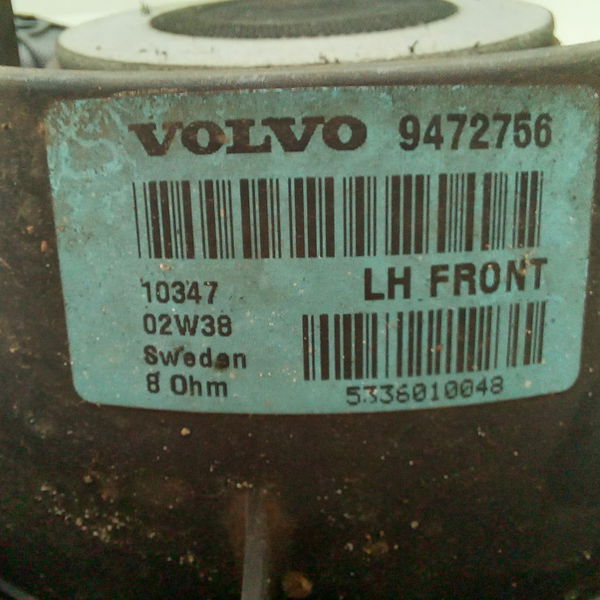 VOLVO 9472756
10347 LH FRONT
02W38
Sweden
8 Ohm 5336010048